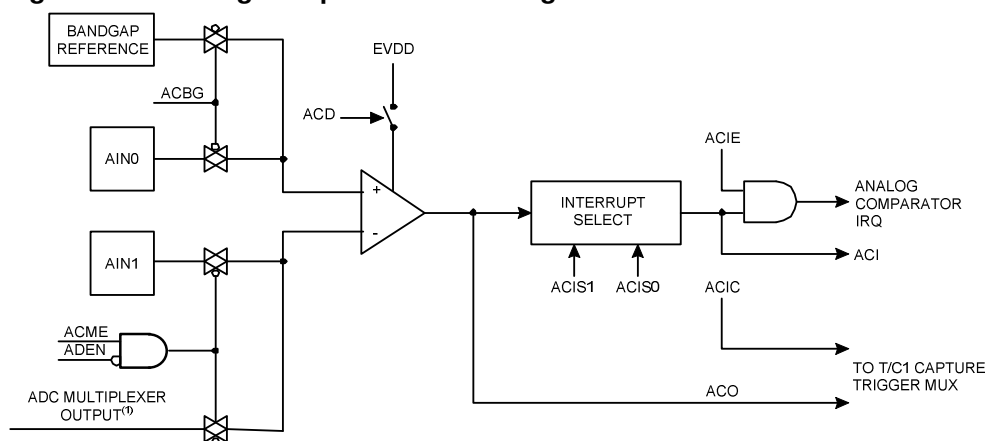 BANDGAP
REFERENCE
EVDD
ACBG
ACD
AIN0
ACIE
+
INTERRUPT
SELECT
ANALOG
COMPARATOR
IRQ
-
AIN1
ACI
ACIS1 ACIS0
ACIC
ACME
ADEN
TO T/C1 CAPTURE
TRIGGER MUX
ADC MULTIPLEXER
OUTPUT(1)
ACO